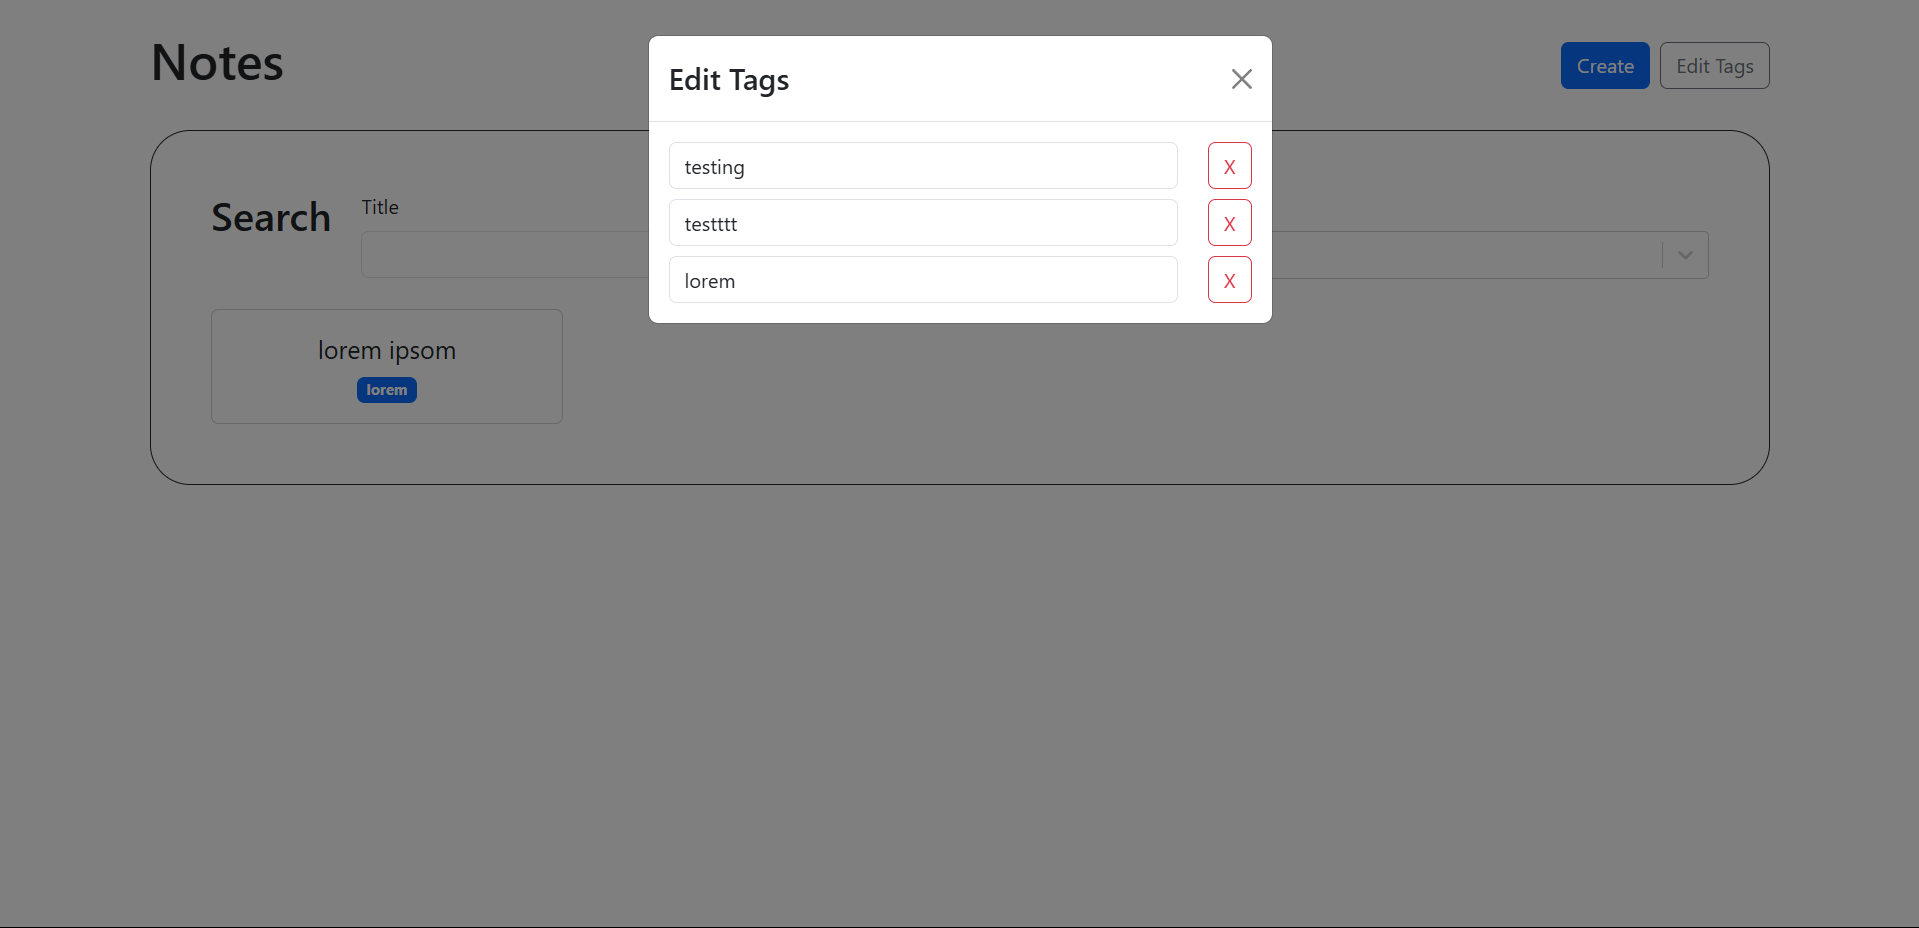 Notes
Create
Edit Tags
Edit Tags
testing
X
testttt
X
lorem
X
Search
Title
lorem ipsom
lorem